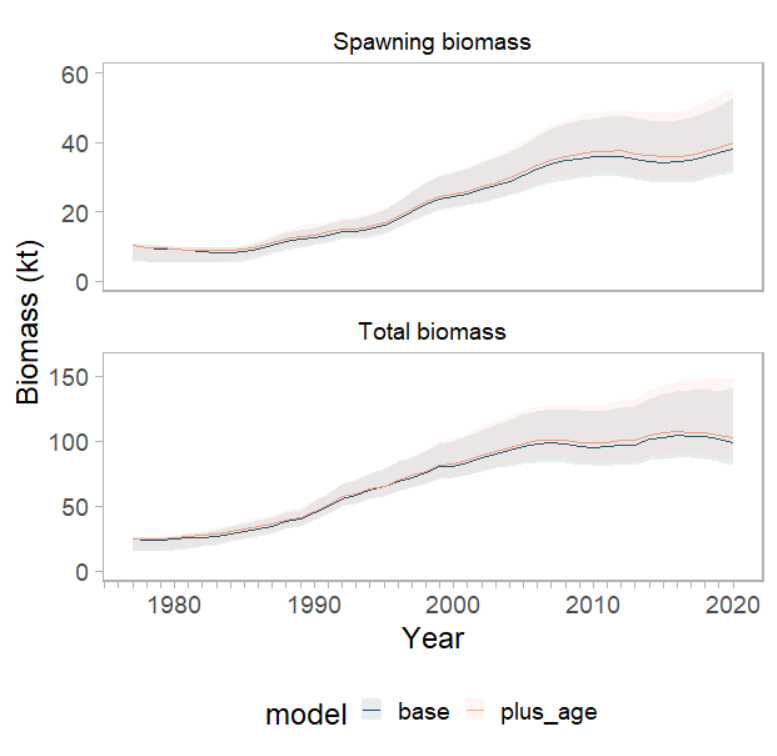 Spawning biomass
60
40
20
0
Total biomass
150
100
50
0
Biomass (kt)
1980 1990 2000 2010 2020
Year
model base plus_age